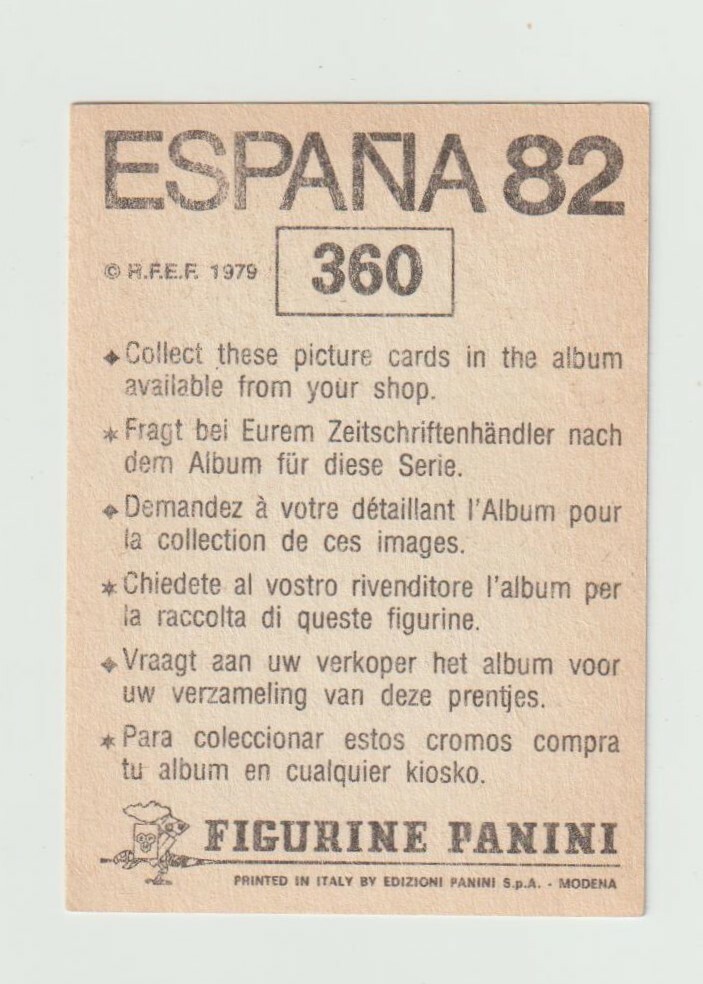 ESPAÑA 82
© R.F.E.F. 1979
360
Collect these picture cards in the album
available from your shop.
Fragt bei Eurem Zeitschriftenhändler nach
dem Album für diese Serie.
Demandez à votre détaillant l'Album pour
la collection de ces images.
Chiedete al vostro rivenditore l'album per
la raccolta di queste figurine.
Vraagt aan uw verkoper het album voor
uw verzameling van deze prentjes.
Para coleccionar estos cromos compra
tu album en cualquier kiosko.
FIGURINE PANINI
PRINTED IN ITALY BY EDIZIONI PANINI S.p.A. - MODENA